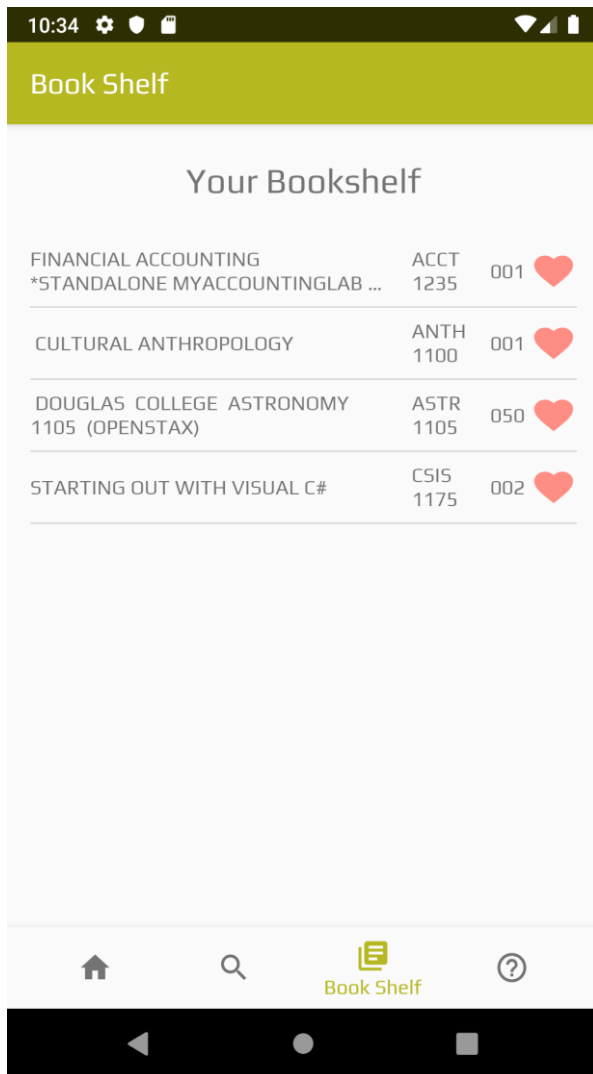 10:34
Book Shelf
Your Bookshelf
FINANCIAL ACCOUNTING
*STANDALONE MYACCOUNTINGLAB ...
ACCT
1235
001
CULTURAL ANTHROPOLOGY
ANTH
1100
001
DOUGLAS COLLEGE ASTRONOMY
1105 (OPENSTAX)
ASTR
1105
050
STARTING OUT WITH VISUAL C#
CSIS
1175
002
Book Shelf